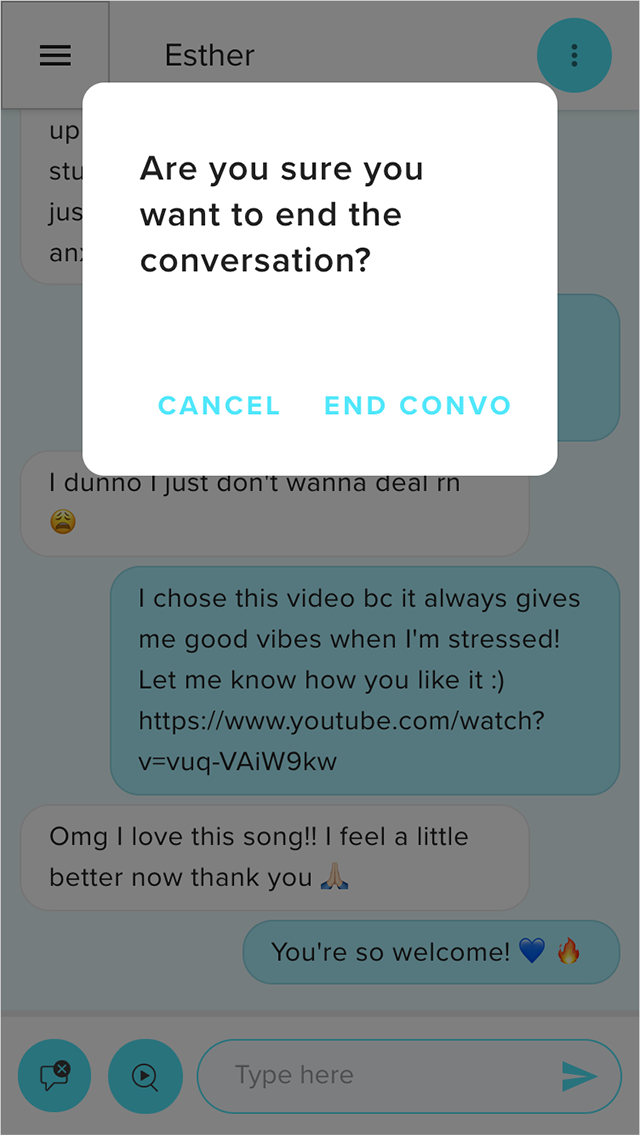 Esther
up
stu
jus
Are you sure you
want to end the
conversation?
CANCEL END CONVO
I dunno I just don't wanna deal rn
😩
I chose this video bc it always gives
me good vibes when I'm stressed!
Let me know how you like it :)
https://www.youtube.com/watch?
v=vuq-VAiW9kw
Omg I love this song!! I feel a little
better now thank you 🙏🏻
You're so welcome! 💙 🔥
Type here